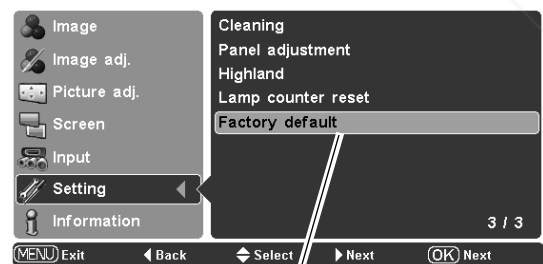 Image
Image adj.
Picture adj.
Screen
Input
Setting
Information
Cleaning
Panel adjustment
Highland
Lamp counter reset
Factory default
3 / 3
MENU Exit Back Select Next OK Next